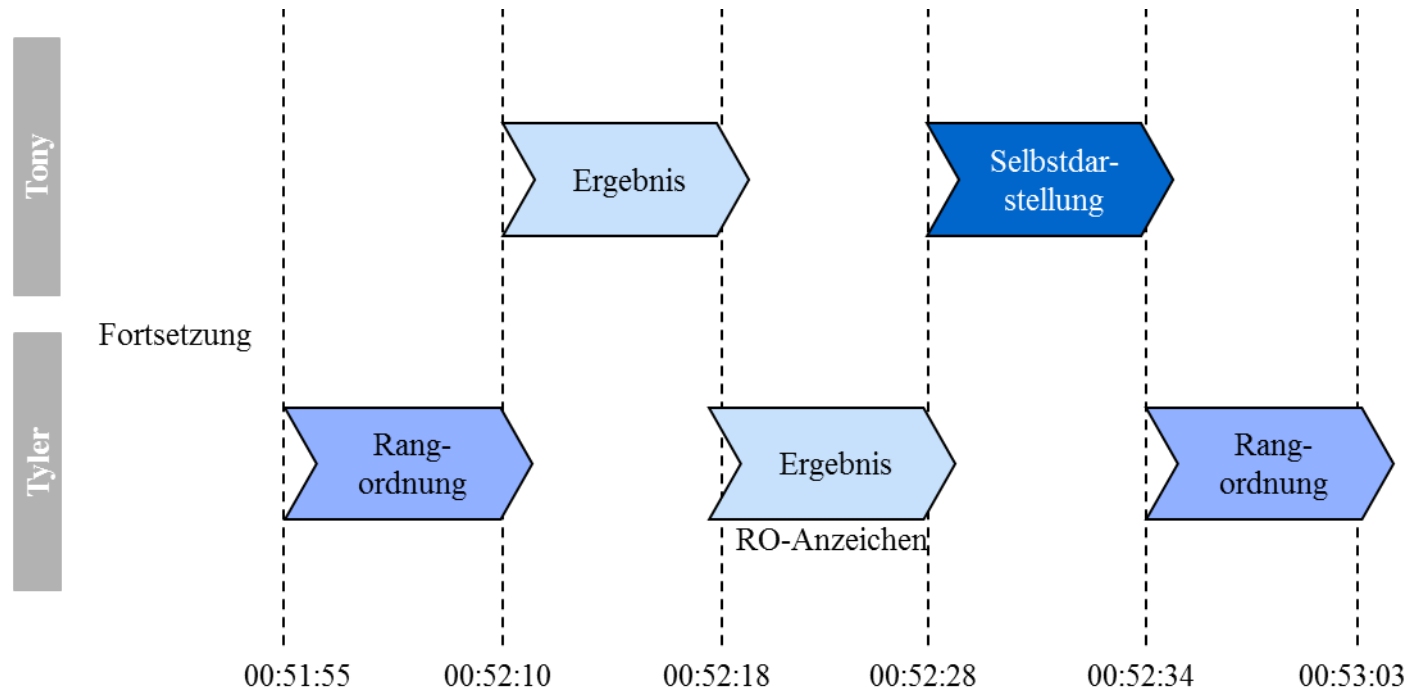 Tony
Ergebnis
Selbstdar-
stellung
Fortsetzung
Tyler
Rang-
ordnung
Ergebnis
RO-Anzeichen
Rang-
ordnung
00:51:55 00:52:10 00:52:18 00:52:28 00:52:34 00:53:03